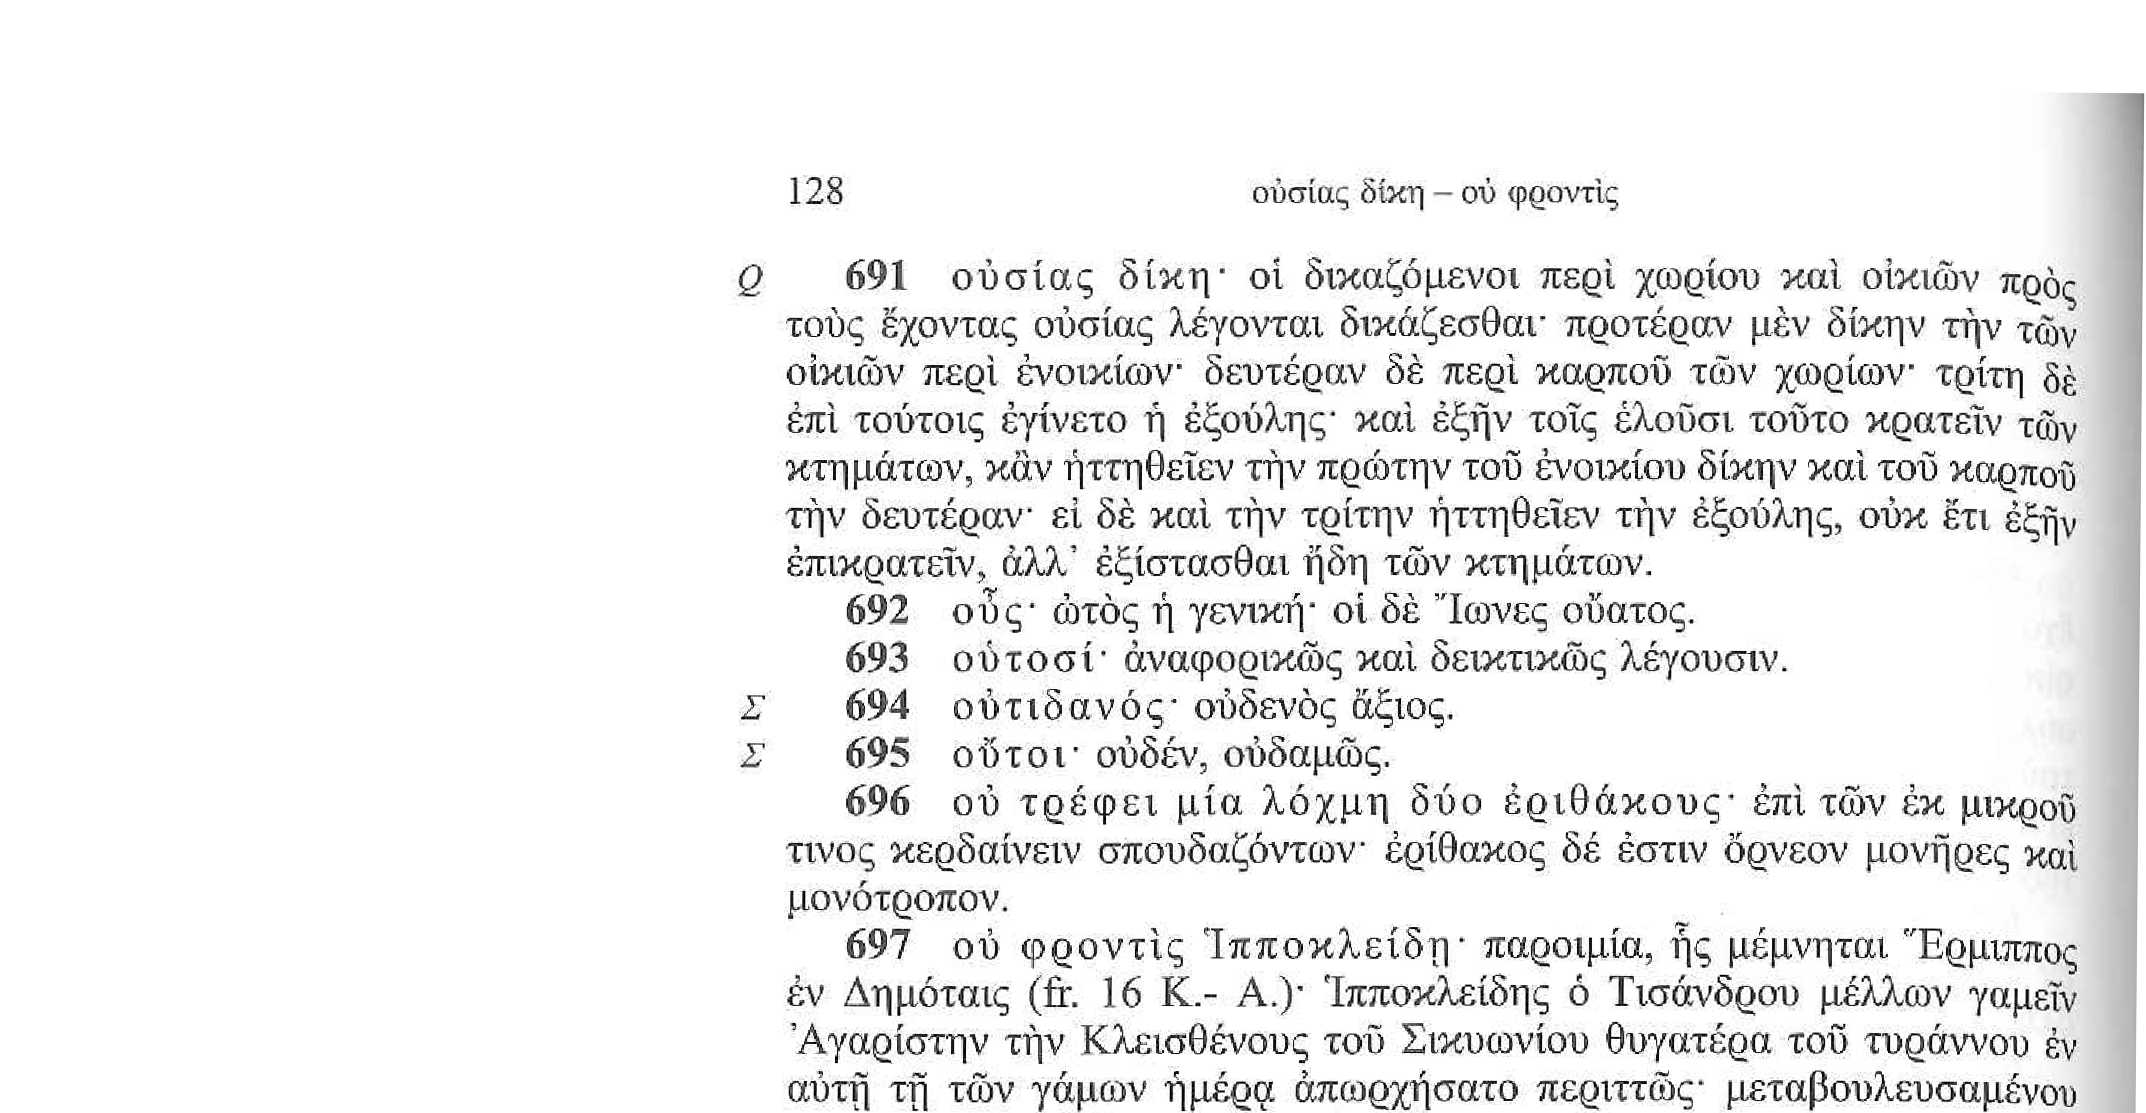 128 οὐσίας δίκη – οὐ φροντὶς
Q 691 οὐσίας δίκη· οἱ δικαζόμενοι περὶ χωρίου καὶ οἰκιῶν πρὸς
τοὺς ἔχοντας οὐσίας λέγονται δικάζεσθαι· προτέραν μὲν δίκην τὴν τῶν
οἰκιῶν περὶ ἐνοικίων· δευτέραν δὲ περὶ καρποῦ τῶν χωρίων· τρίτη δὲ
ἐπὶ τούτοις ἐγίνετο ἡ ἐξούλης· καὶ ἐξῆν τοῖς ἑλοῦσι τοῦτο κρατεῖν τῶν
κτημάτων, κἂν ἡττηθεῖεν τὴν πρώτην τοῦ ἐνοικίου δίκην καὶ τοῦ καρποῦ
τὴν δευτέραν· εἰ δὲ καὶ τὴν τρίτην ἡττηθεῖεν τὴν ἐξούλης, οὐκ ἔτι ἐξῆν
ἐπικρατεῖν, ἀλλ’ ἐξίστασθαι ἤδη τῶν κτημάτων.
692 οὖς· ὠτὸς ἡ γενική· οἱ δὲ Ἴωνες οὔατος.
693 οὑτοσί· ἀναφορικῶς καὶ δεικτικῶς λέγουσιν.
Σ 694 οὐτιδανός· οὐδενὸς ἄξιος.
Σ 695 οὔτοι· οὐδέν, οὐδαμῶς.
696 οὐ τρέφει μία λόχμη δύο ἐριθάκους· ἐπὶ τῶν ἐκ μικροῦ
τινος κερδαίνειν σπουδαζόντων· ἐρίθακος δέ ἐστιν ὄρνεον μονῆρες καὶ
μονότροπον.
697 οὐ φροντὶς Ἱπποκλείδῃ· παροιμία, ἧς μέμνηται Ἕρμιππος
ἐν Δημόταις (fr. 16 K.- A.)· Ἱπποκλείδης ὁ Τισάνδρου μέλλων γαμεῖν
Ἀγαρίστην τὴν Κλεισθένους τοῦ Σικυωνίου θυγατέρα τοῦ τυράννου ἐν
αὐτῇ τῇ τῶν γάμων ἡμέρᾳ ἀπωρχήσατο περιττῶς· μεταβουλευσαμένου